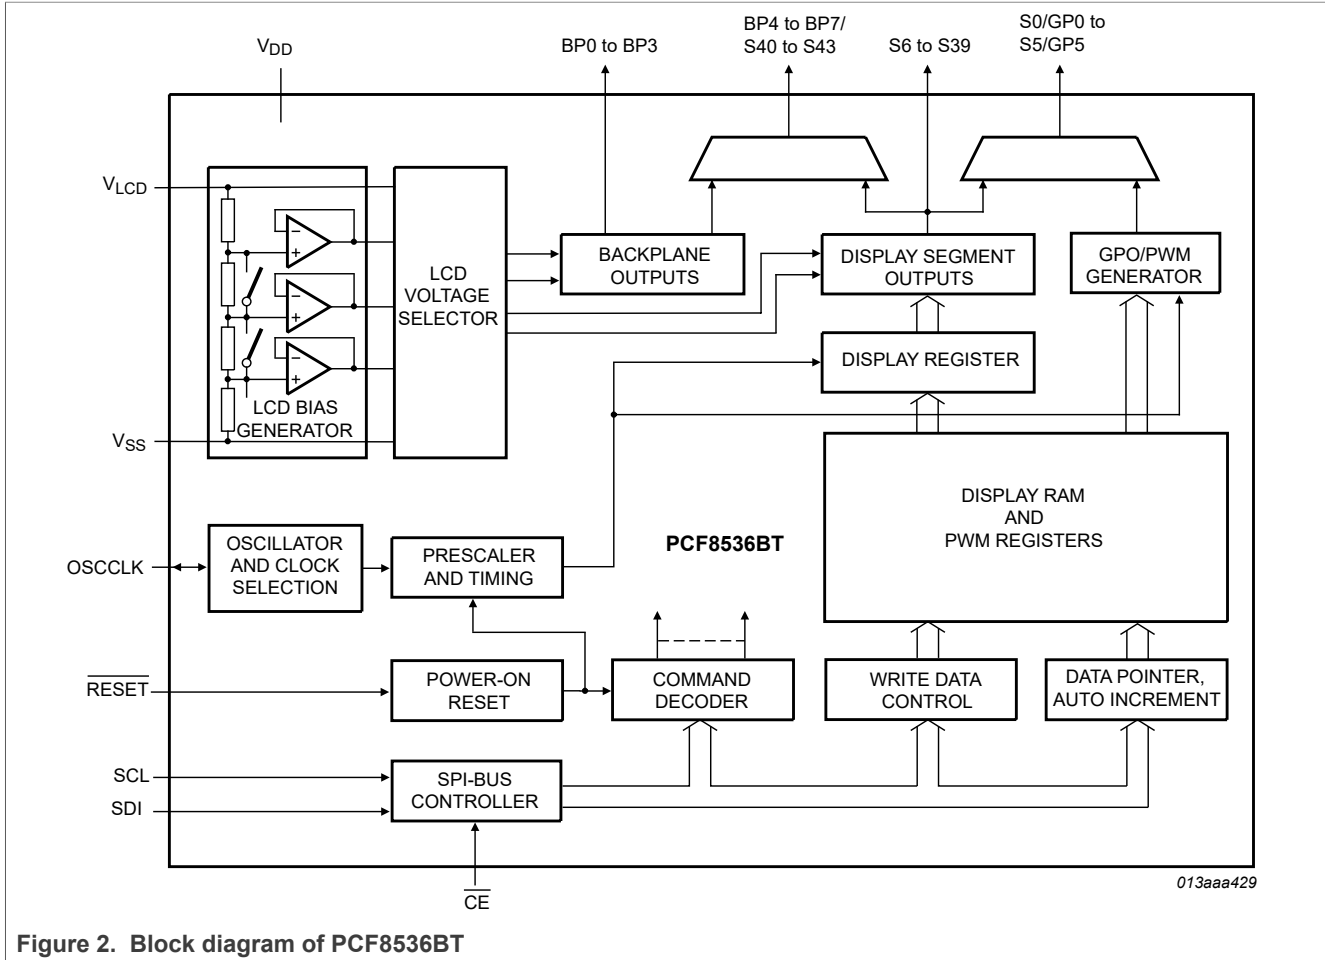 BP4 to BP7/
S40 to S43
S0/GP0 to
S5/GP5
VDD
BP0 to BP3
S6 to S39
VLCD
BACKPLANE
OUTPUTS
DISPLAY SEGMENT
OUTPUTS
GPO/PWM
GENERATOR
LCD
VOLTAGE
SELECTOR
−
+
−
+
−
+
DISPLAY REGISTER
LCD BIAS
GENERATOR
VSS
DISPLAY RAM
AND
PWM REGISTERS
PCF8536BT
OSCCLK
OSCILLATOR
AND CLOCK
SELECTION
PRESCALER
AND TIMING
RESET
POWER-ON
RESET
COMMAND
DECODER
WRITE DATA
CONTROL
DATA POINTER,
AUTO INCREMENT
SCL
SDI
SPI-BUS
CONTROLLER
CE
013aaa429
Figure 2. Block diagram of PCF8536BT